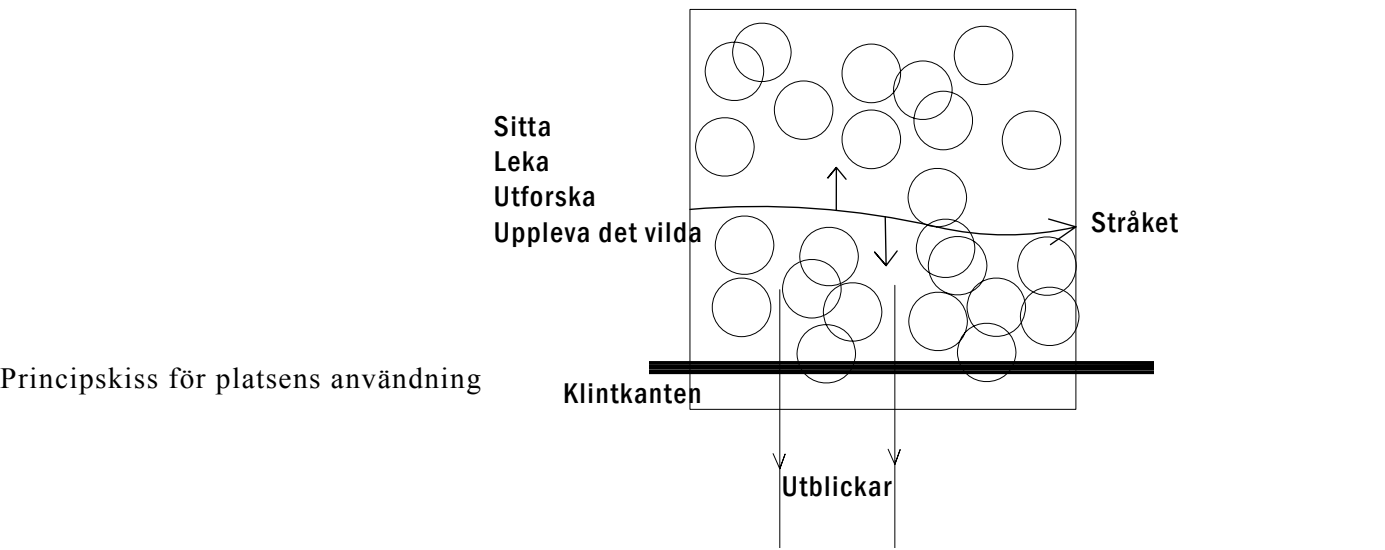 Sitta
Leka
Utforska
Uppleva det vilda
Stråket
Principskiss för platsens användning
Klintkanten
Utblickar